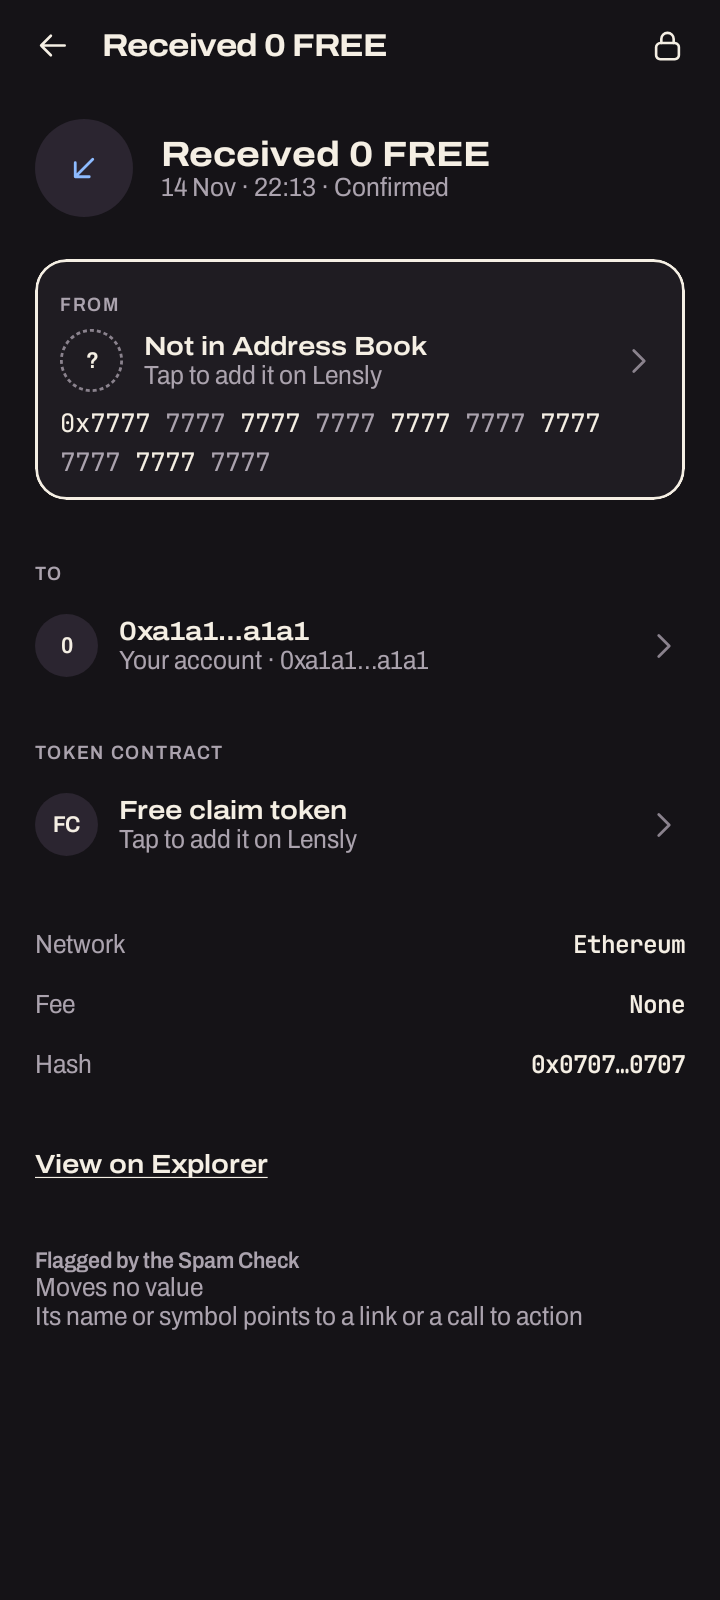 Received 0 FREE
Received 0 FREE
14 Nov · 22:13 · Confirmed
FROM
?
Not in Address Book
Tap to add it on Lensly
0x7777 7777 7777 7777 7777 7777 7777
7777 7777 7777
TO
0
0xa1a1…a1a1
Your account · 0xa1a1…a1a1
TOKEN CONTRACT
FC
Free claim token
Tap to add it on Lensly
Network Ethereum
Fee None
Hash 0x0707…0707
View on Explorer
Flagged by the Spam Check
Moves no value
Its name or symbol points to a link or a call to action